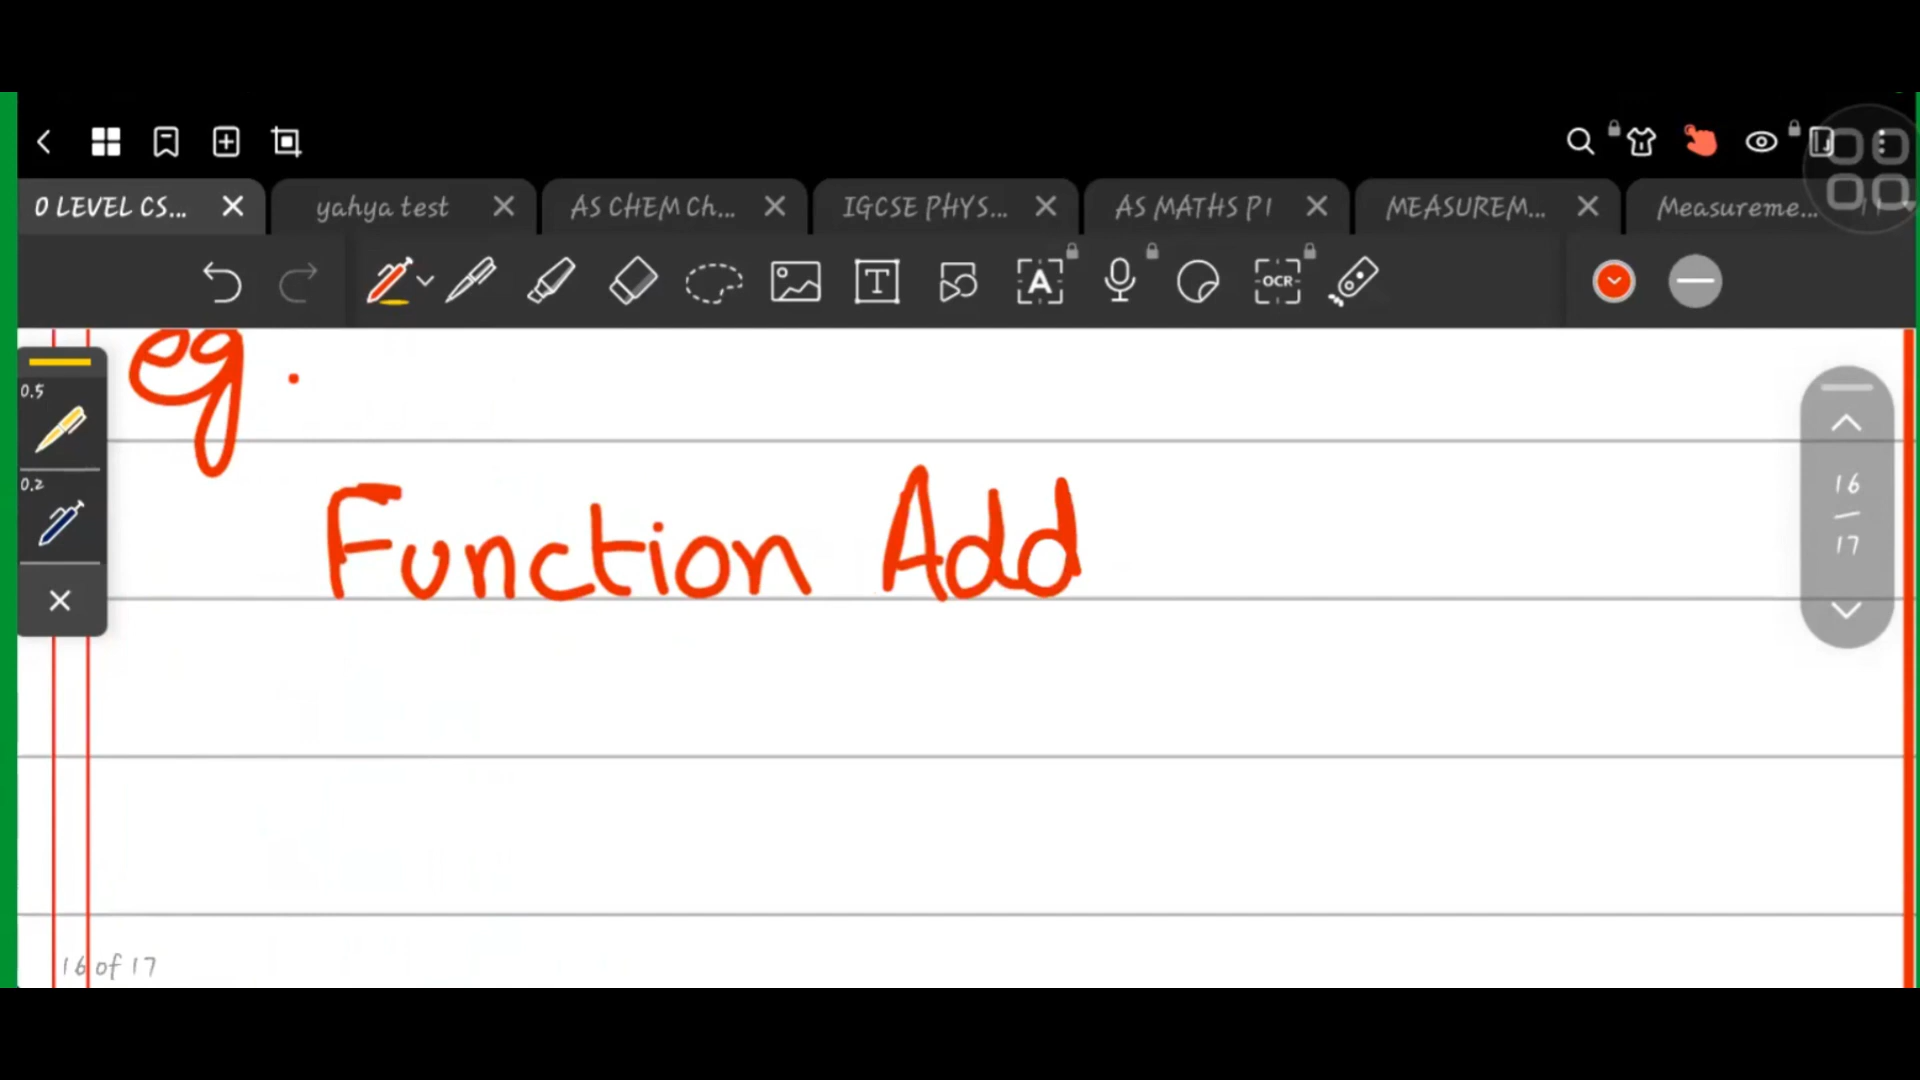 O LEVEL CS... yahya test AS CHEM Ch... IGCSE PHYS... AS MATHS P1 MEASUREM... Measureme...
A T OCR
eg.
0.5
Function Add
0.2
16
17
16 of 17